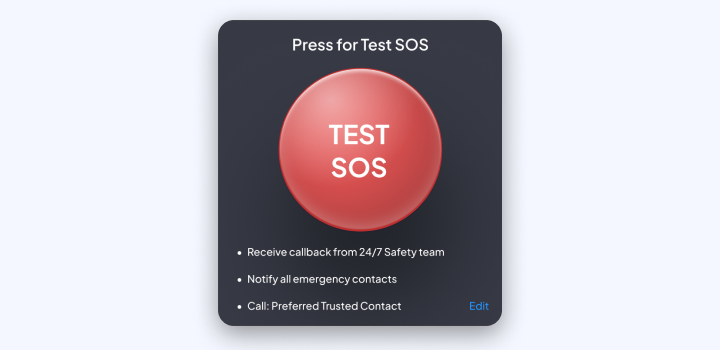 Press for Test SOS
TEST
SOS
• Receive callback from 24/7 Safety team
• Notify all emergency contacts
• Call: Preferred Trusted Contact Edit